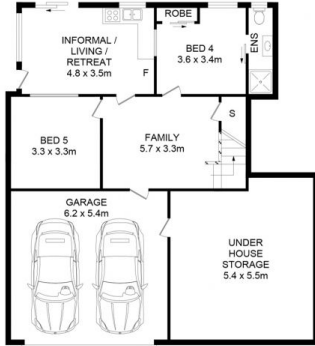 ROBE
INFORMAL /
LIVING /
RETREAT
4.8 x 3.5m
BED 4
3.6 x 3.4m
ENS
F
S
BED 5
3.3 x 3.3m
FAMILY
5.7 x 3.3m
GARAGE
6.2 x 5.4m
UNDER
HOUSE
STORAGE
5.4 x 5.5m